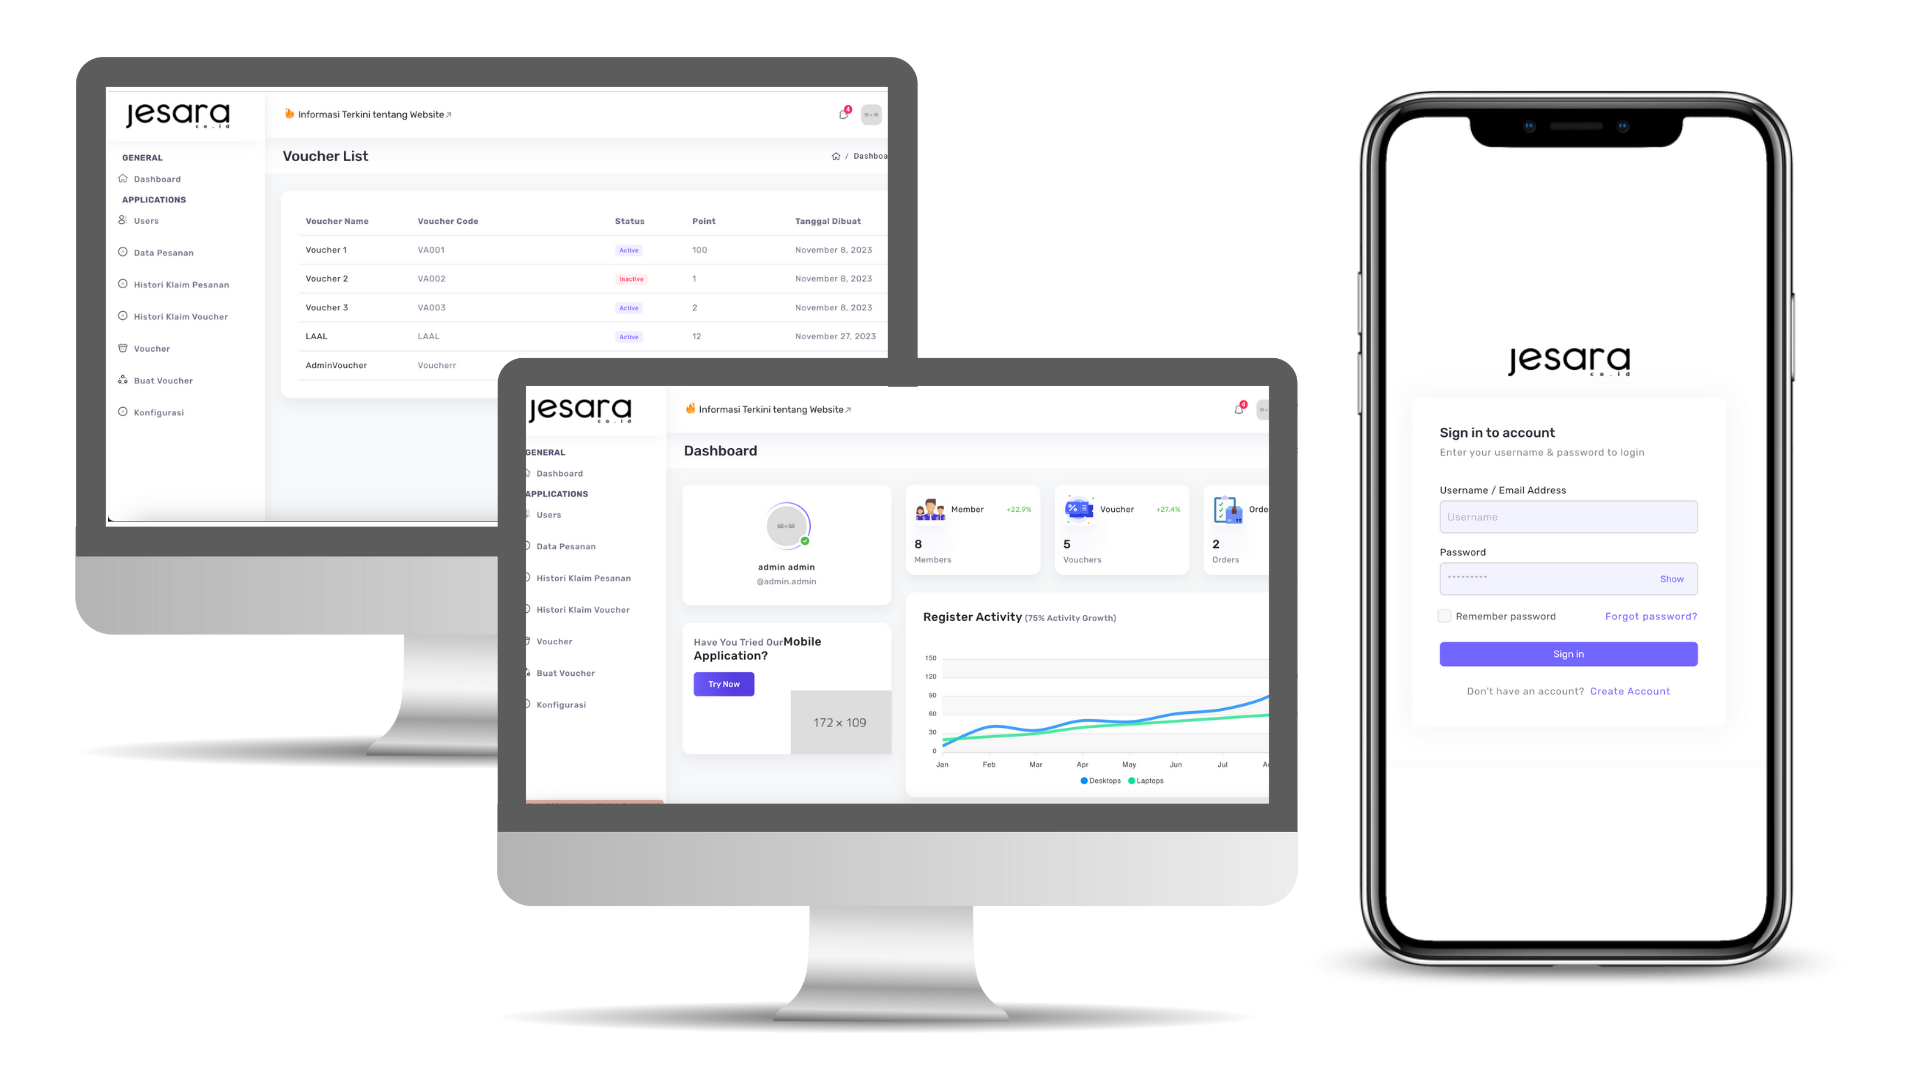 jesara
co.id
Informasi Terkini tentang Website
4
GENERAL
Dashboard
APPLICATIONS
Users
Data Pesanan
Histori Klaim Pesanan
Histori Klaim Voucher
Voucher
Buat Voucher
Konfigurasi
Voucher List
/ Dashboa
Voucher Name Voucher Code Status Point Tanggal Dibuat
Voucher 1 VA001 Active 100 November 8, 2023
Voucher 2 VA002 Inactive 1 November 8, 2023
Voucher 3 VA003 Active 2 November 8, 2023
LAAL LAAL Active 12 November 27, 2023
AdminVoucher Voucherr
jesara
co.id
Informasi Terkini tentang Website
4
GENERAL
Dashboard
APPLICATIONS
Users
Data Pesanan
Histori Klaim Pesanan
Histori Klaim Voucher
Voucher
Buat Voucher
Konfigurasi
Dashboard
68×68
admin admin
@admin.admin
Member +22.9%
8
Members
Voucher +27.4%
5
Vouchers
Orde
2
Orders
Have You Tried OurMobile
Application?
Try Now
172 × 109
Register Activity (75% Activity Growth)
150
120
90
60
30
0
Jan Feb Mar Apr May Jun Jul A
Desktops Laptops
jesara
co.id
Sign in to account
Enter your username & password to login
Username / Email Address
Username
Password
*********
Show
Remember password Forgot password?
Sign in
Don't have an account? Create Account